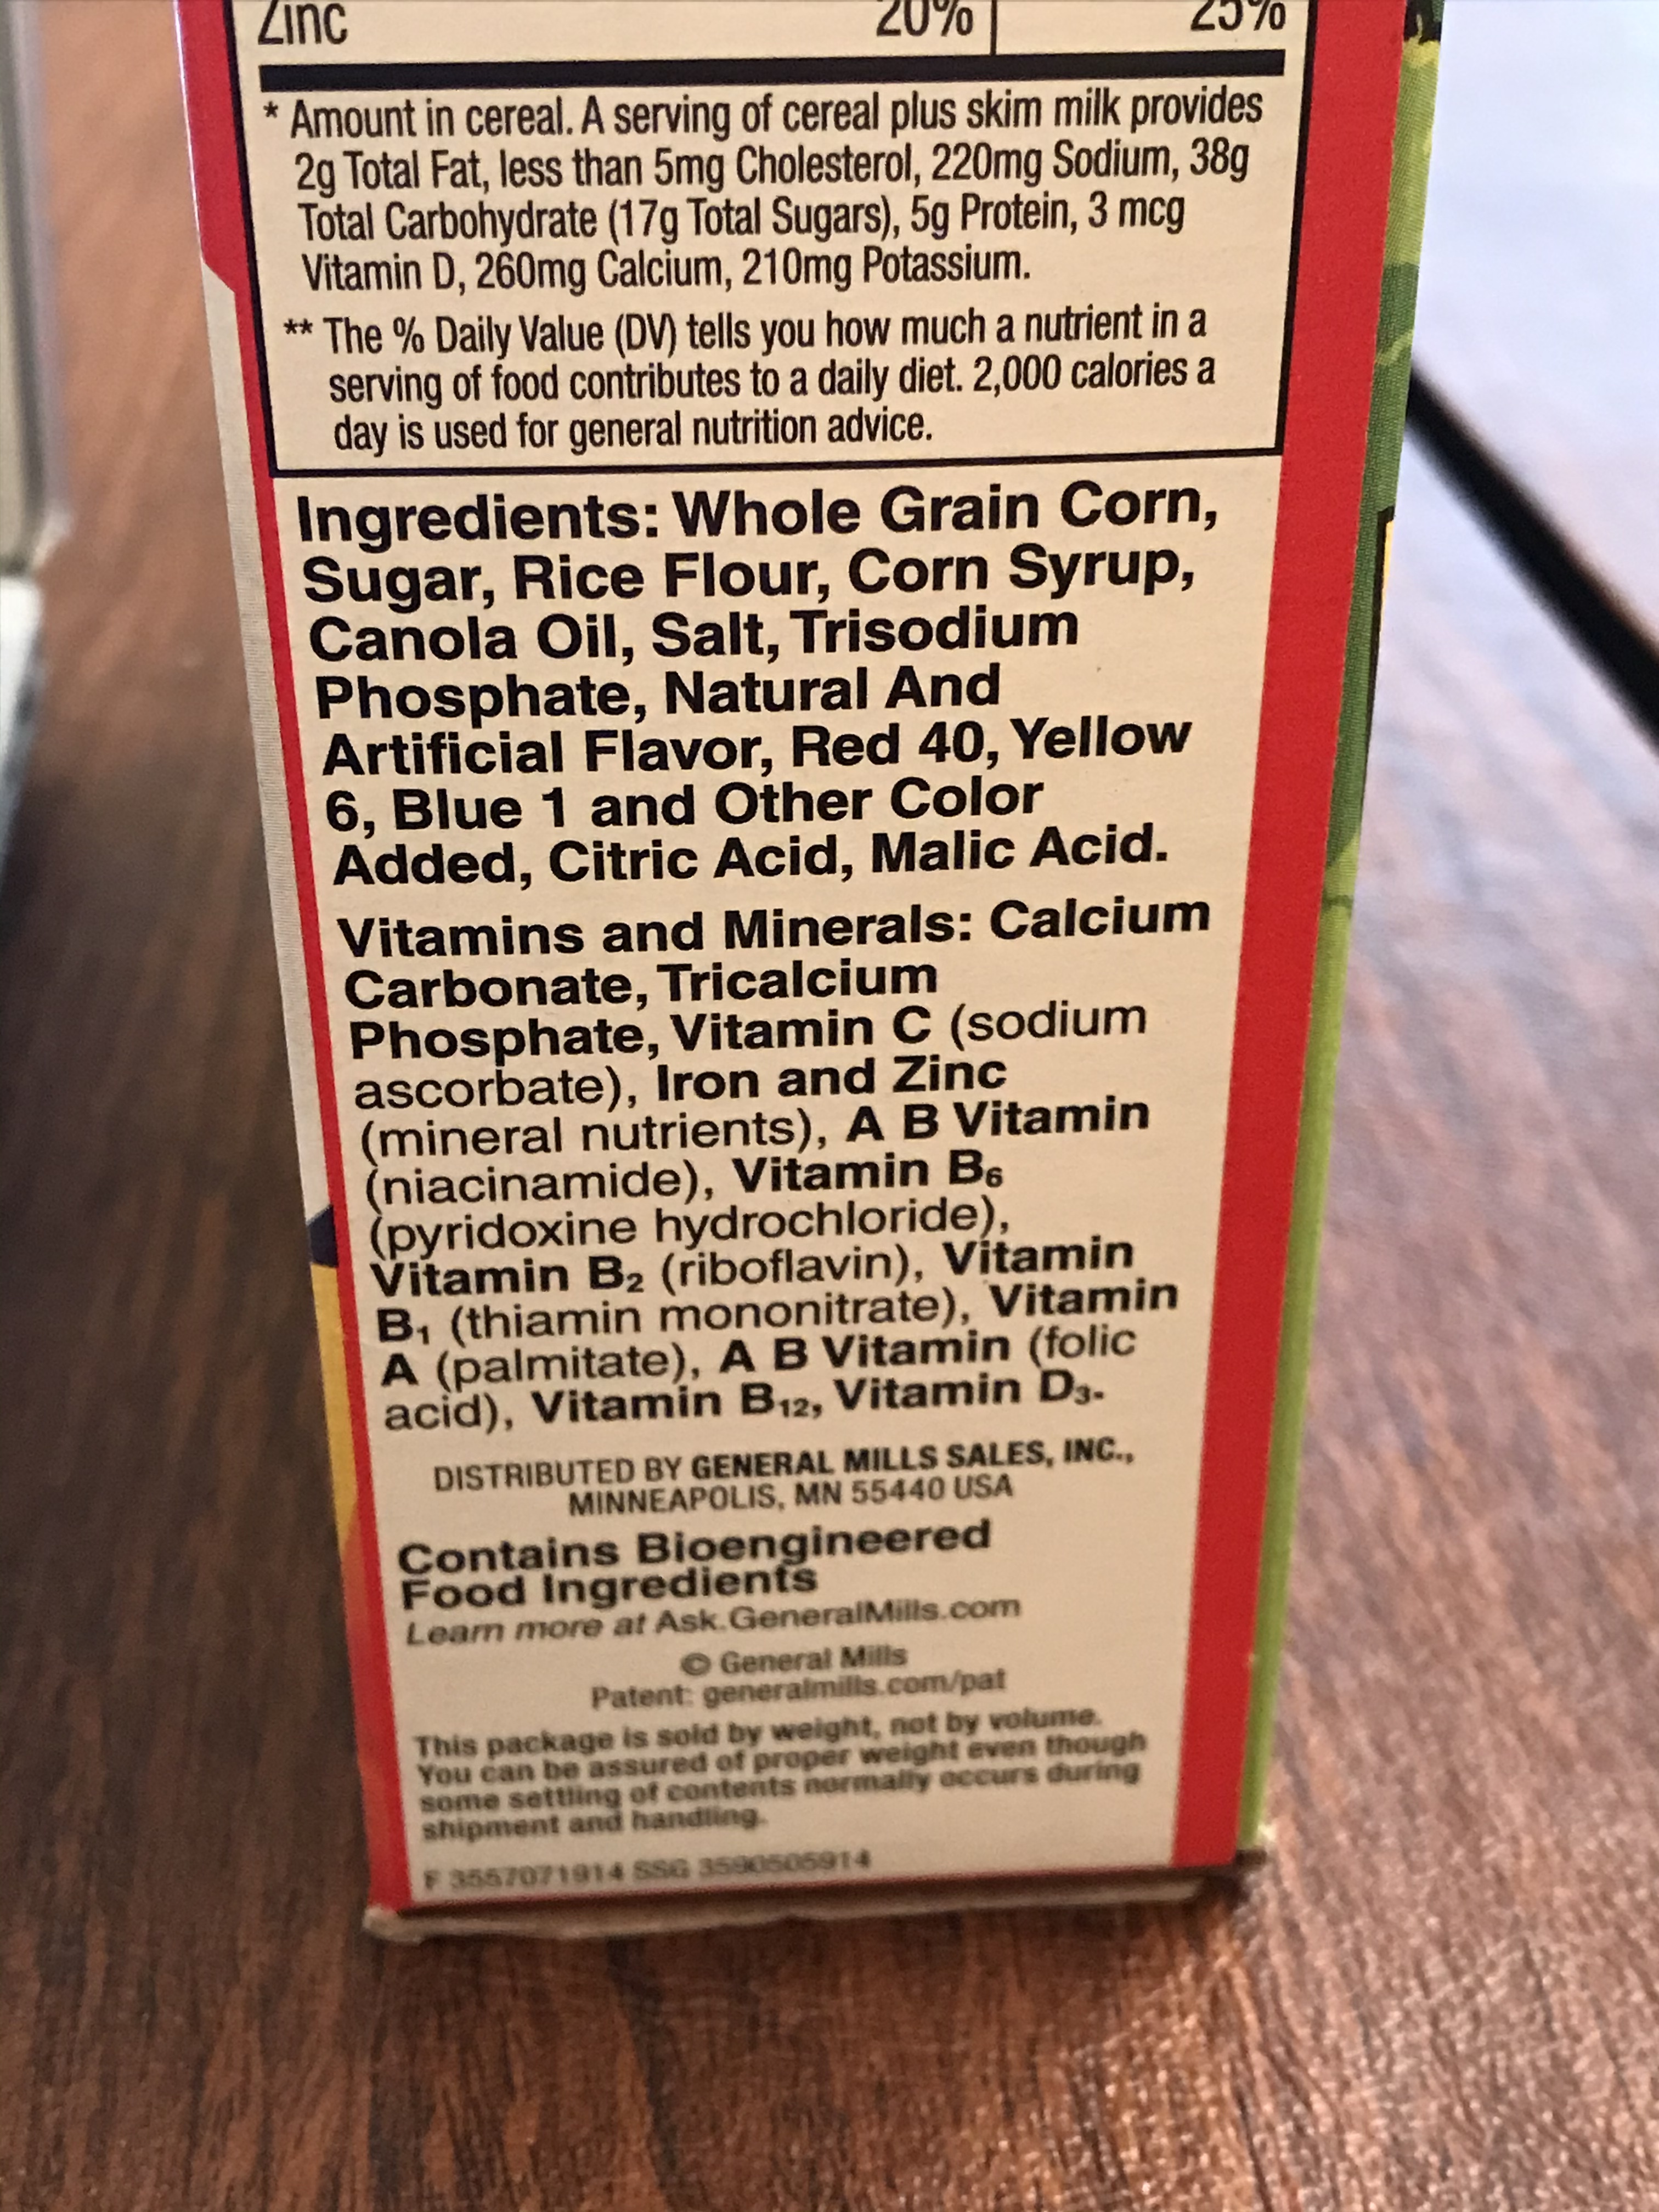 Zinc 20% 25%
* Amount in cereal. A serving of cereal plus skim milk provides
2g Total Fat, less than 5mg Cholesterol, 220mg Sodium, 38g
Total Carbohydrate (17g Total Sugars), 5g Protein, 3 mcg
Vitamin D, 260mg Calcium, 210mg Potassium.
** The % Daily Value (DV) tells you how much a nutrient in a
serving of food contributes to a daily diet. 2,000 calories a
day is used for general nutrition advice.
Ingredients: Whole Grain Corn,
Sugar, Rice Flour, Corn Syrup,
Canola Oil, Salt, Trisodium
Phosphate, Natural And
Artificial Flavor, Red 40, Yellow
6, Blue 1 and Other Color
Added, Citric Acid, Malic Acid.
Vitamins and Minerals: Calcium
Carbonate, Tricalcium
Phosphate, Vitamin C (sodium
ascorbate), Iron and Zinc
(mineral nutrients), A B Vitamin
(niacinamide), Vitamin B₆
(pyridoxine hydrochloride),
Vitamin B₂ (riboflavin), Vitamin
B₁ (thiamin mononitrate), Vitamin
A (palmitate), A B Vitamin (folic
acid), Vitamin B₁₂, Vitamin D₃.
DISTRIBUTED BY GENERAL MILLS SALES, INC.,
MINNEAPOLIS, MN 55440 USA
Contains Bioengineered
Food Ingredients
Learn more at Ask.GeneralMills.com
© General Mills
Patent: generalmills.com/pat
This package is sold by weight, not by volume.
You can be assured of proper weight even though
some settling of contents normally occurs during
shipment and handling.
F 3557071914 SSG 3590505914